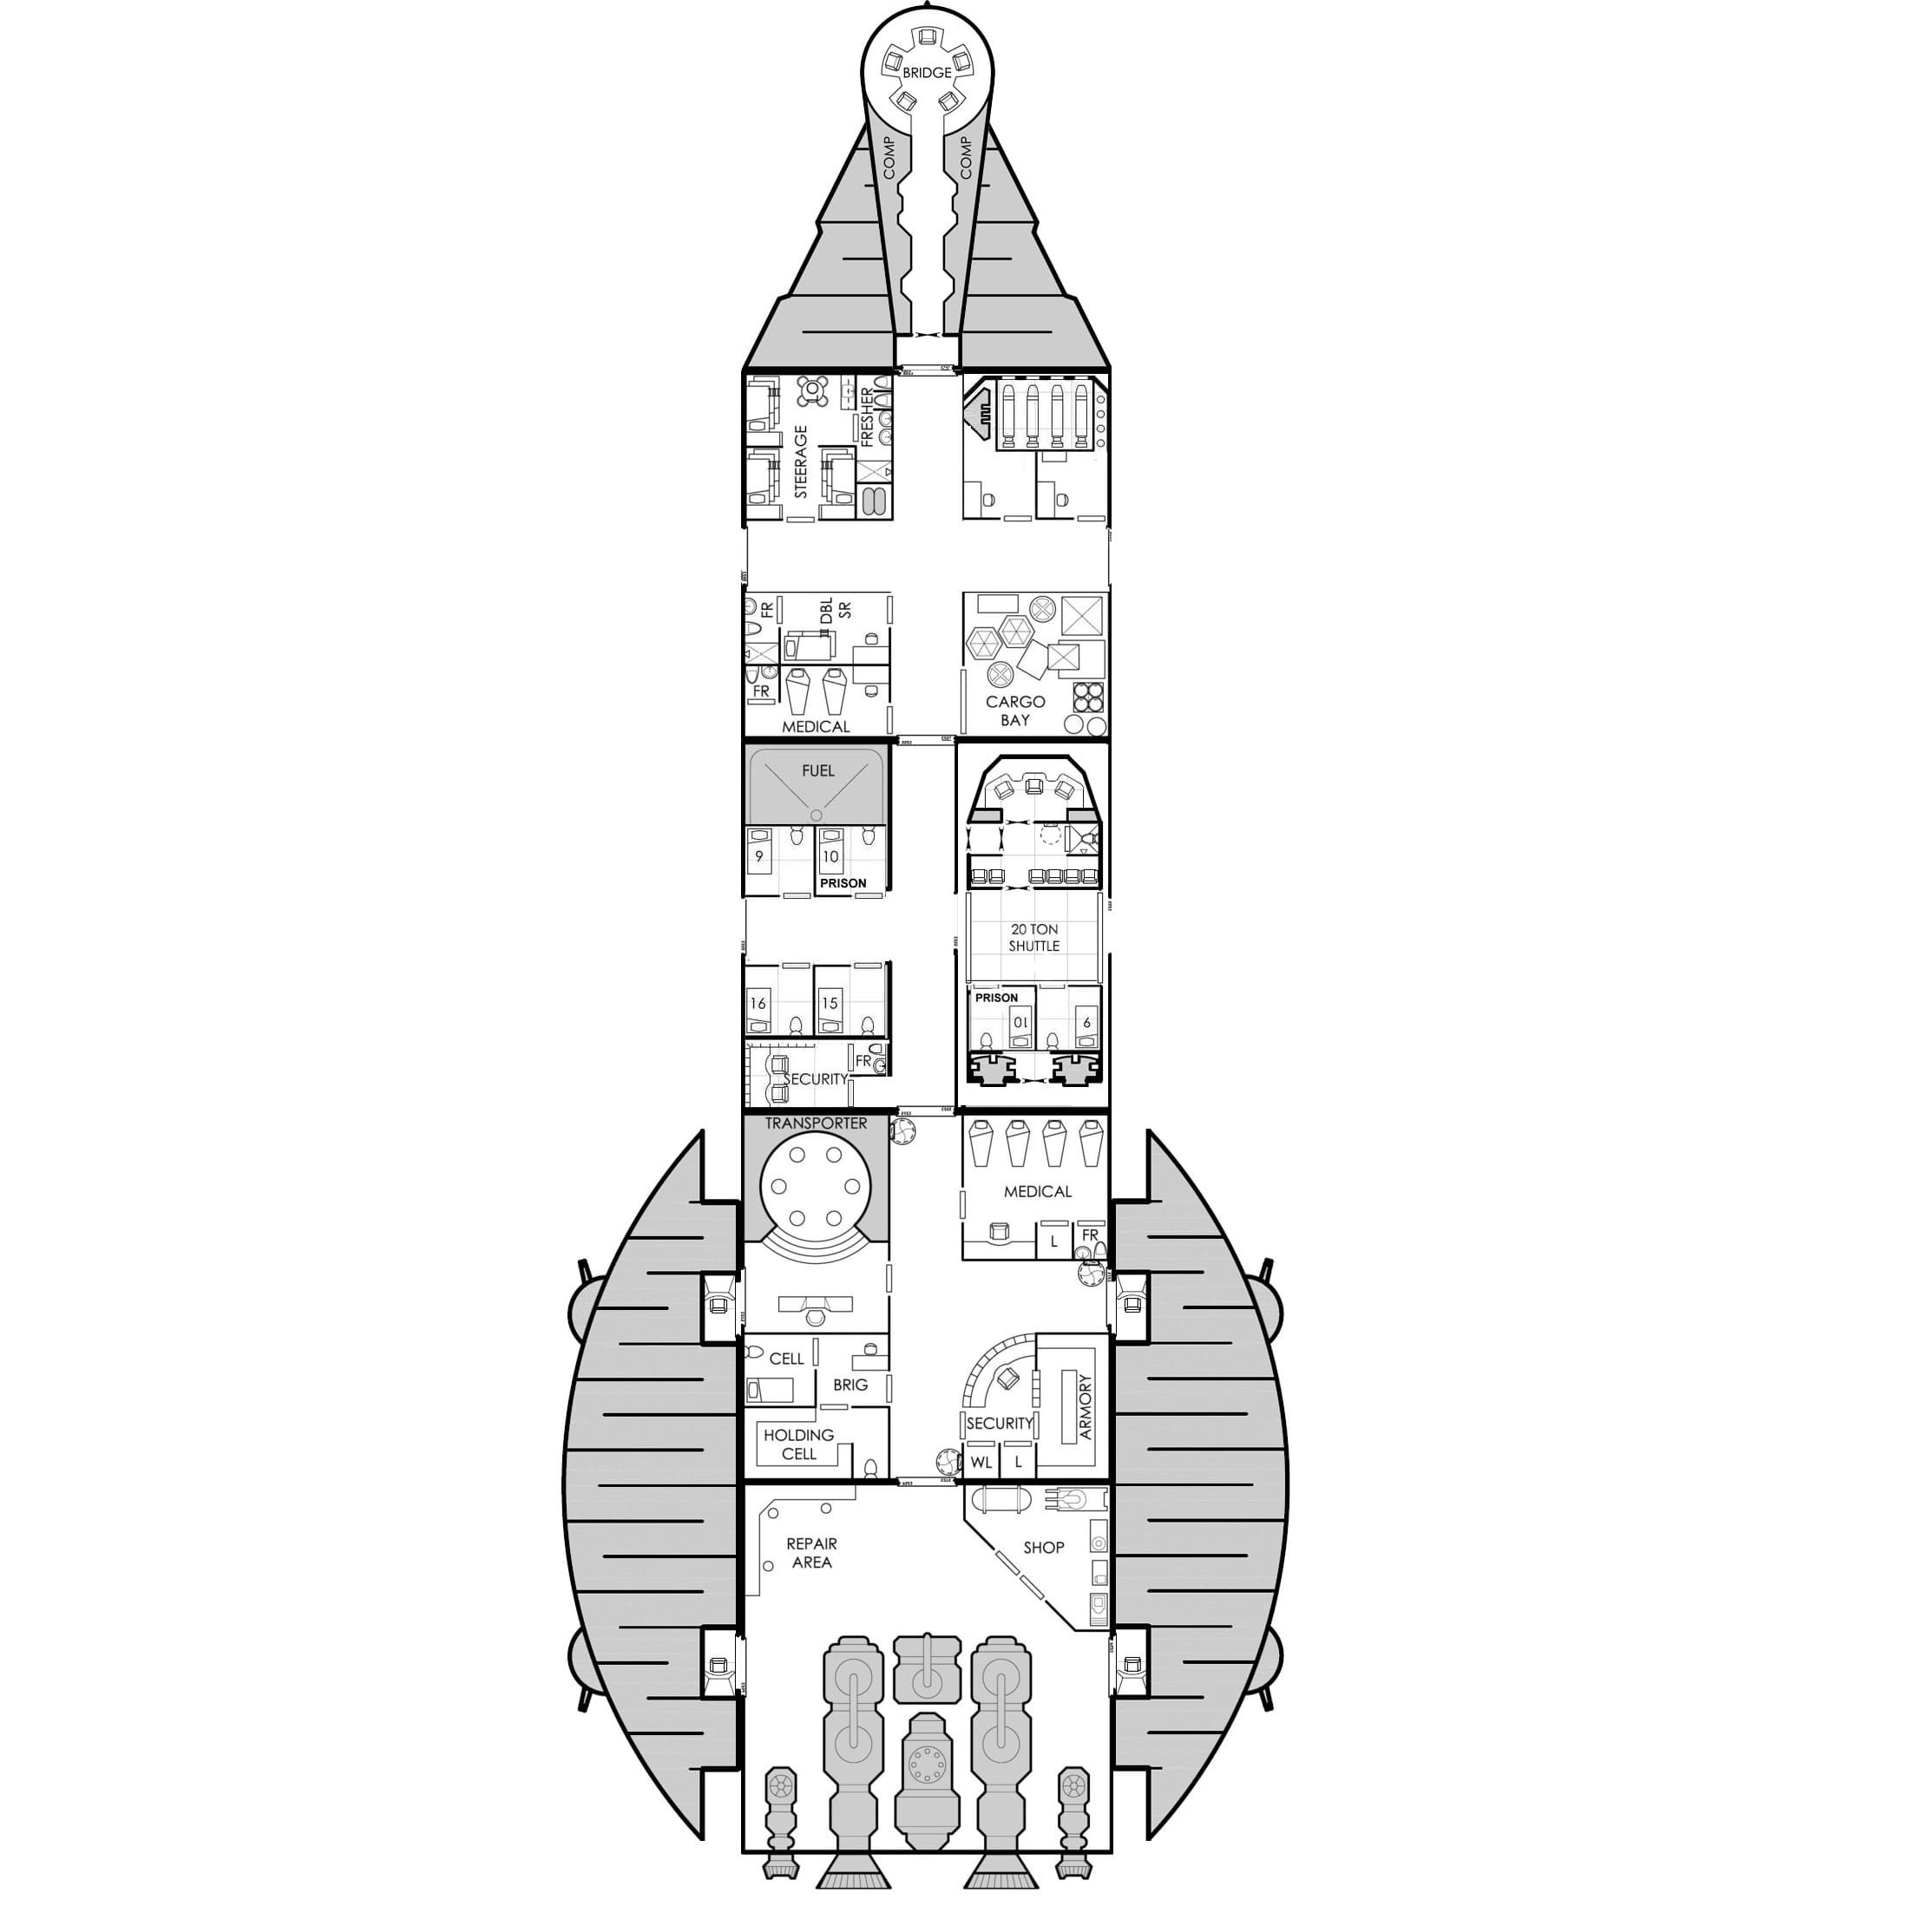 BRIDGE
COMP
COMP
STEERAGE
FRESHER
FR
DBL
SR
FR
MEDICAL
CARGO
BAY
FUEL
9
10
PRISON
20 TON
SHUTTLE
16
15
PRISON
10
9
SECURITY
FR
TRANSPORTER
MEDICAL
L
FR
CELL
BRIG
HOLDING
CELL
SECURITY
ARMORY
WL
L
REPAIR
AREA
SHOP